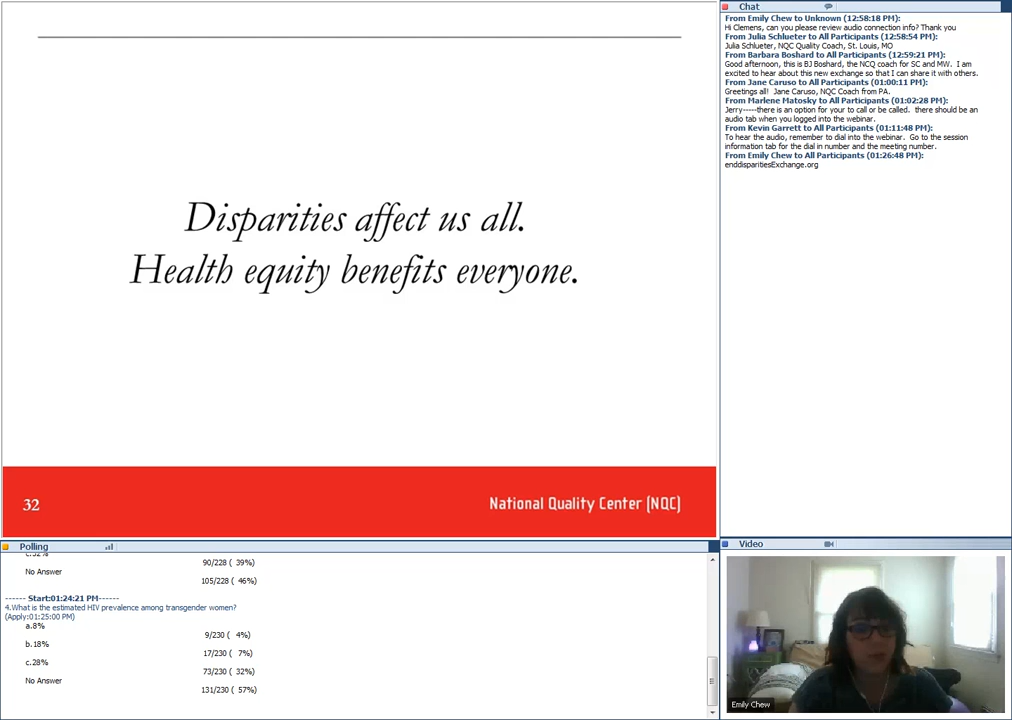 Disparities affect us all.
Health equity benefits everyone.
32
National Quality Center (NQC)
Chat
From Emily Chew to Unknown (12:58:18 PM):
Hi Clemens, can you please review audio connection info? Thank you
From Julia Schlueter to All Participants (12:58:54 PM):
Julia Schlueter, NQC Quality Coach, St. Louis, MO
From Barbara Boshard to All Participants (12:59:21 PM):
Good afternoon, this is BJ Boshard, the NCQ coach for SC and MW.  I am
excited to hear about this new exchange so that I can share it with others.
From Jane Caruso to All Participants (01:00:11 PM):
Greetings all!  Jane Caruso, NQC Coach from PA.
From Marlene Matosky to All Participants (01:02:28 PM):
Jerry-----there is an option for your to call or be called.  there should be an
audio tab when you logged into the webinar.
From Kevin Garrett to All Participants (01:11:48 PM):
To hear the audio, remember to dial into the webinar.  Go to the session
information tab for the dial in number and the meeting number.
From Emily Chew to All Participants (01:26:48 PM):
enddisparitiesExchange.org
Polling
c.32%
90/228 ( 39%)
No Answer
105/228 ( 46%)
------ Start:01:24:21 PM------
4.What is the estimated HIV prevalence among transgender women?
(Apply:01:25:00 PM)
a.8%
9/230 ( 4%)
b.18%
17/230 ( 7%)
c.28%
73/230 ( 32%)
No Answer
131/230 ( 57%)
Video
Emily Chew